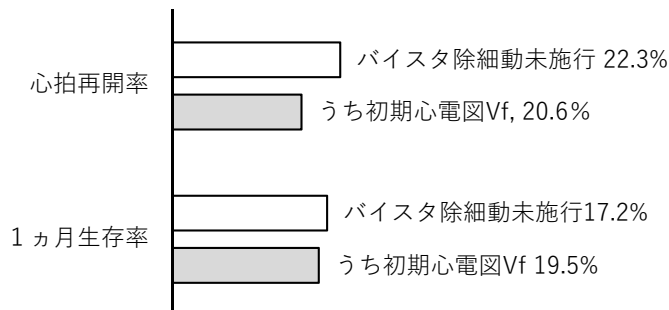 心拍再開率
バイスタ除細動未施行 22.3%
うち初期心電図Vf, 20.6%
1 ヵ月生存率
バイスタ除細動未施行17.2%
うち初期心電図Vf 19.5%